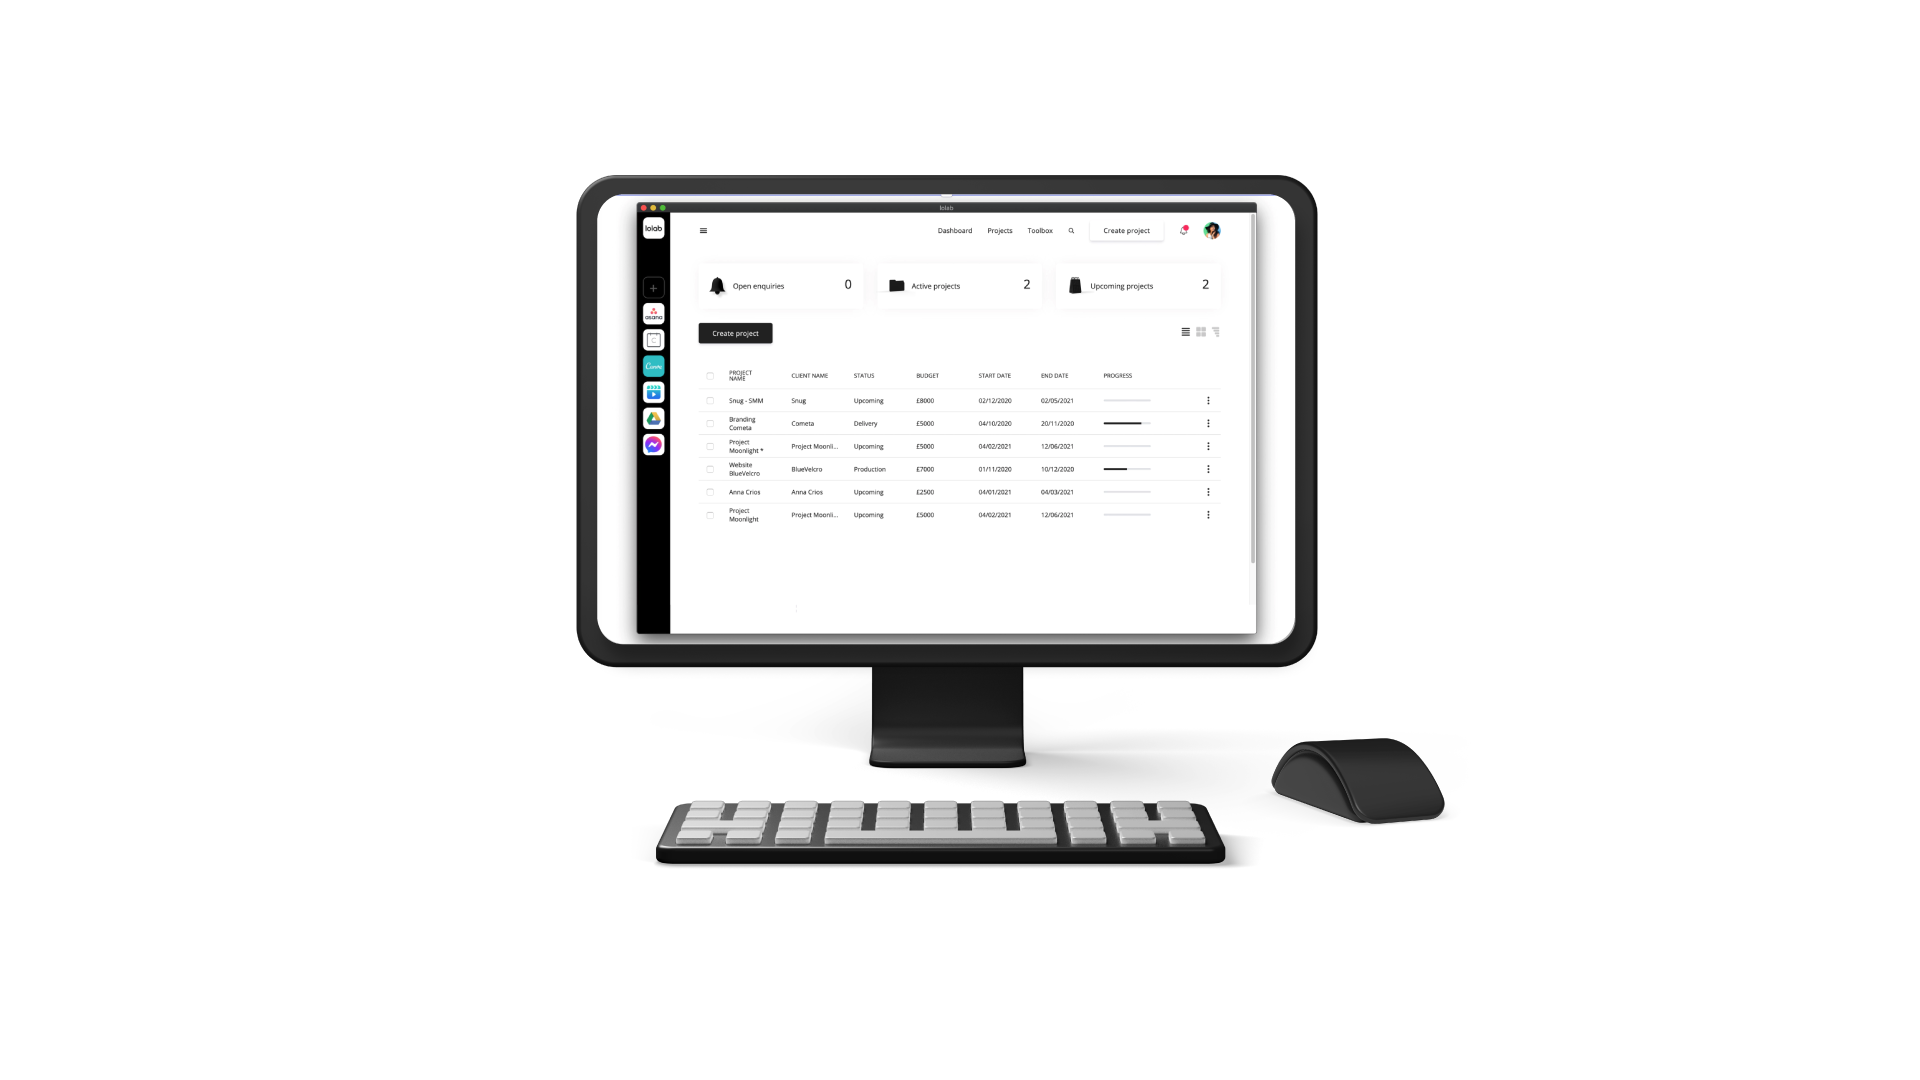 lolab
lolab
Dashboard Projects Toolbox Create project
Open enquiries 0
Active projects 2
Upcoming projects 2
asana
C
Canva
Create project
PROJECT
NAME
CLIENT NAME STATUS BUDGET START DATE END DATE PROGRESS
Snug - SMM Snug Upcoming £8000 02/12/2020 02/05/2021
Branding
Cometa
Cometa Delivery £5000 04/10/2020 20/11/2020
Project
Moonlight *
Project Moonli... Upcoming £5000 04/02/2021 12/06/2021
Website
BlueVelcro
BlueVelcro Production £7000 01/11/2020 10/12/2020
Anna Crios Anna Crios Upcoming £2500 04/01/2021 04/03/2021
Project
Moonlight
Project Moonli... Upcoming £5000 04/02/2021 12/06/2021